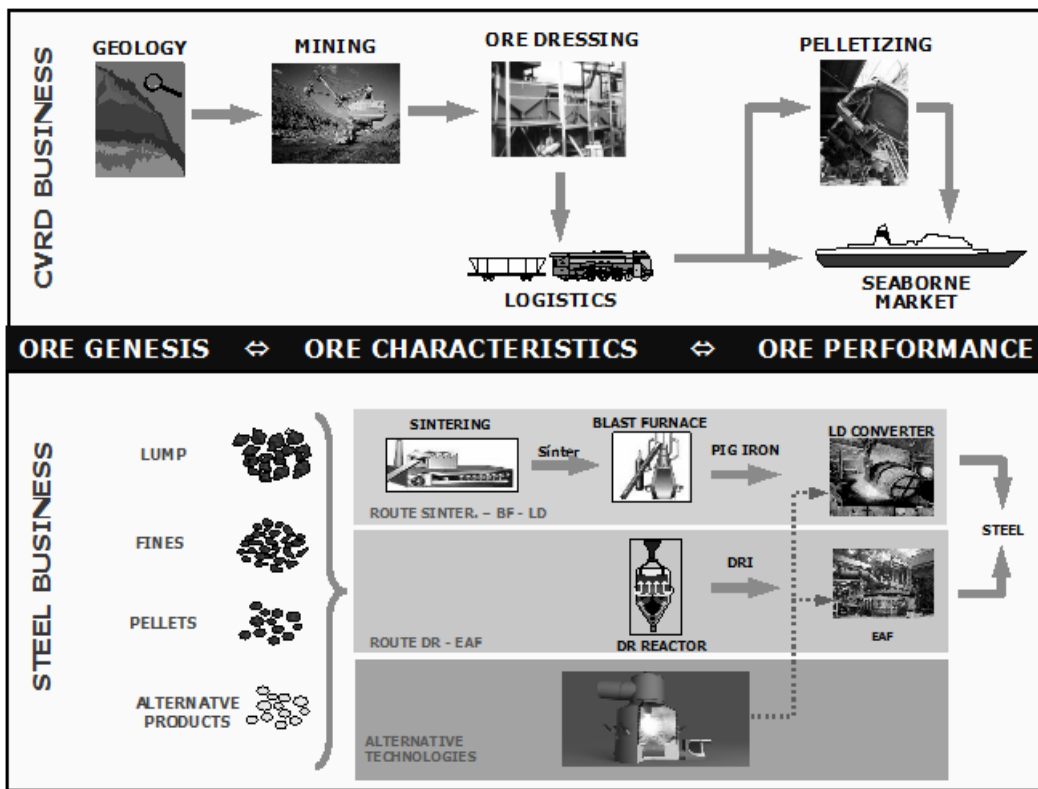 CVRD BUSINESS
GEOLOGY
MINING
ORE DRESSING
PELLETIZING
LOGISTICS
SEABORNE
MARKET
ORE GENESIS ⇔ ORE CHARACTERISTICS ⇔ ORE PERFORMANCE
STEEL BUSINESS
LUMP
FINES
PELLETS
ALTERNATVE
PRODUCTS
SINTERING
Sínter
BLAST FURNACE
PIG IRON
LD CONVERTER
ROUTE SINTER. – BF - LD
STEEL
DRI
DR REACTOR
EAF
ROUTE DR - EAF
ALTERNATIVE
TECHNOLOGIES